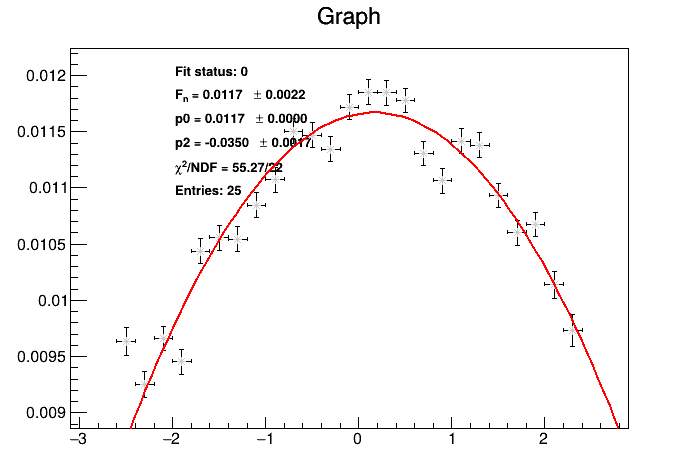 Graph
Fit status: 0
Fn = 0.0117 ± 0.0022
p0 = 0.0117 ± 0.0000
p2 = -0.0350 ± 0.0017
χ²/NDF = 55.27/22
Entries: 25
0.012
0.0115
0.011
0.0105
0.01
0.0095
0.009
−3 −2 −1 0 1 2